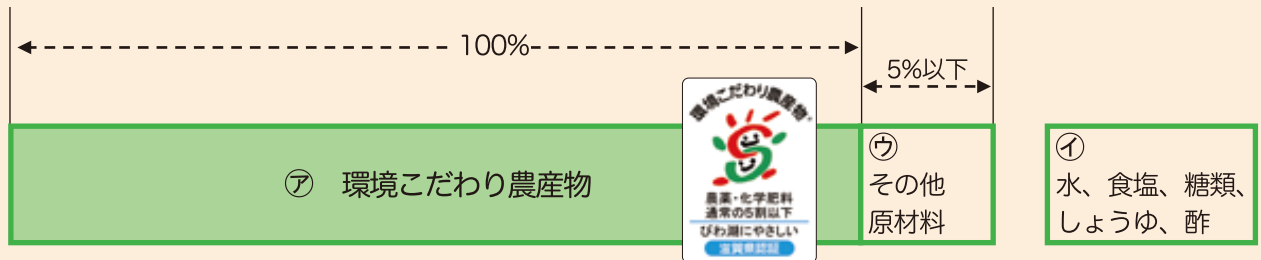 100%
5%以下
㋐ 環境こだわり農産物
環境こだわり農産物
農薬・化学肥料
通常の5割以下
びわ湖にやさしい
滋賀県認証
㋒
その他
原材料
㋑
水、食塩、糖類、
しょうゆ、酢